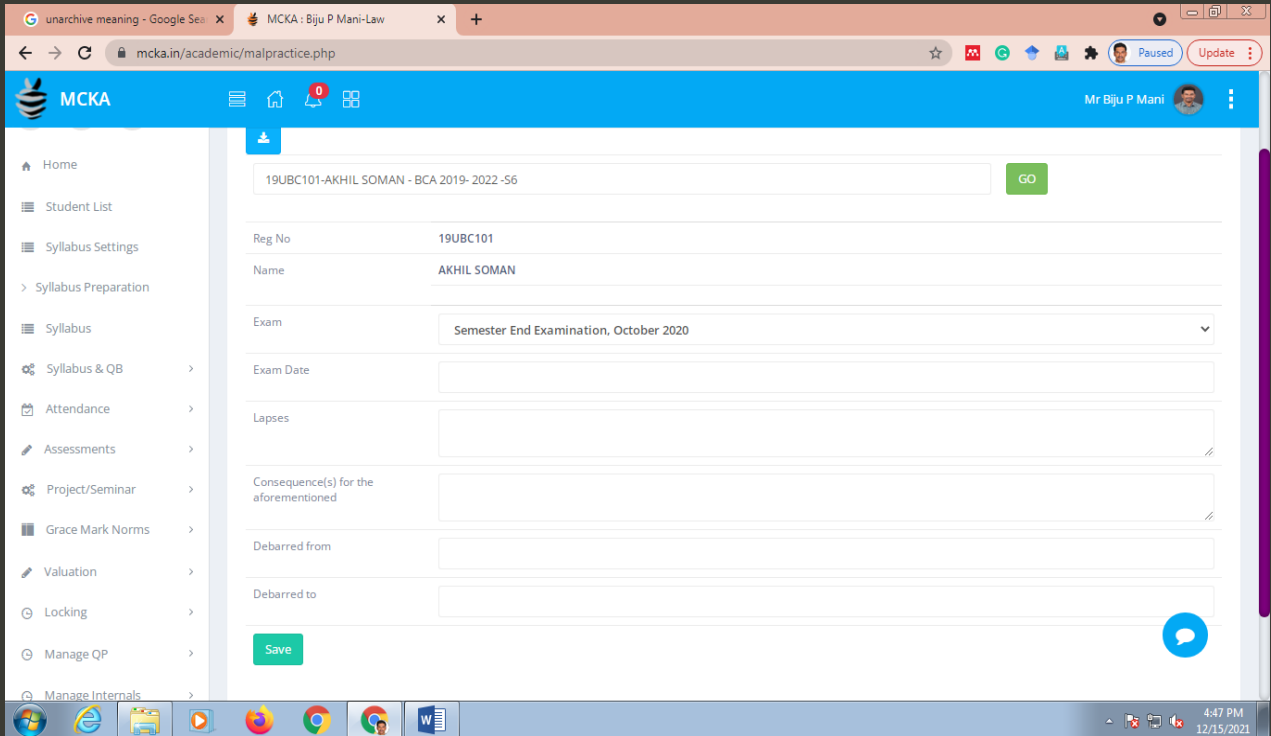 unarchive meaning - Google Sea
MCKA : Biju P Mani-Law
mcka.in/academic/malpractice.php
Paused
Update
MCKA
0
Mr Biju P Mani
Home
Student List
Syllabus Settings
Syllabus Preparation
Syllabus
Syllabus & QB
Attendance
Assessments
Project/Seminar
Grace Mark Norms
Valuation
Locking
Manage QP
Manage Internals
19UBC101-AKHIL SOMAN - BCA 2019- 2022 -S6
GO
Reg No 19UBC101
Name AKHIL SOMAN
Exam Semester End Examination, October 2020
Exam Date
Lapses
Consequence(s) for the
aforementioned
Debarred from
Debarred to
Save
4:47 PM
12/15/2021